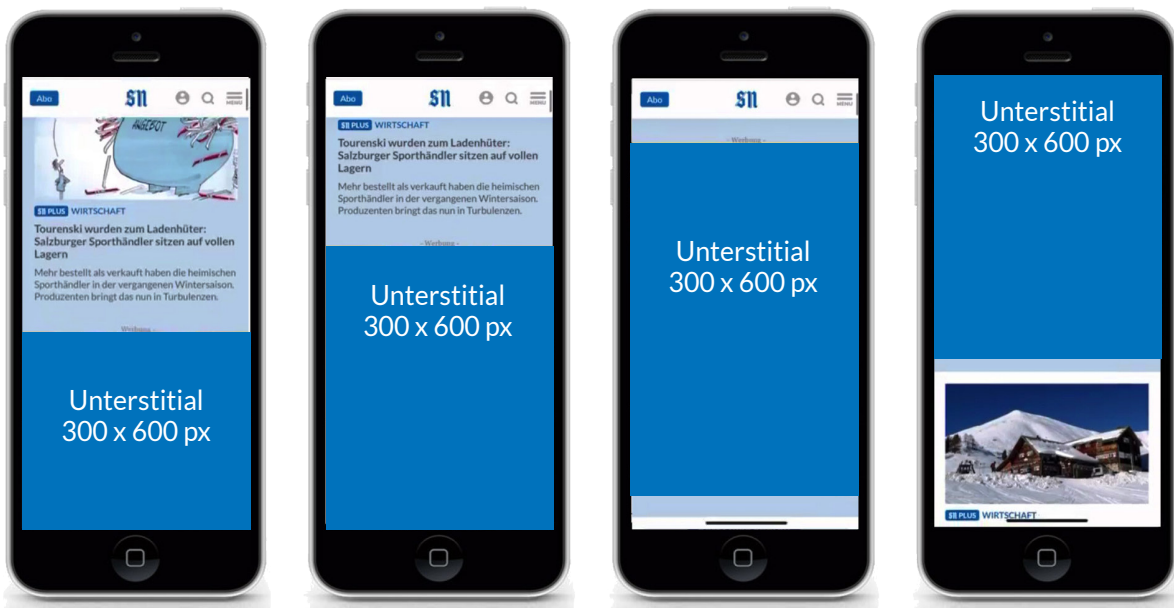 Abo
SN
MENU
ANGEBOT
SN PLUS WIRTSCHAFT
Tourenski wurden zum Ladenhüter:
Salzburger Sporthändler sitzen auf vollen
Lagern
Mehr bestellt als verkauft haben die heimischen
Sporthändler in der vergangenen Wintersaison.
Produzenten bringt das nun in Turbulenzen.
- Werbung -
Unterstitial
300 x 600 px
Abo
SN
MENU
SN PLUS WIRTSCHAFT
Tourenski wurden zum Ladenhüter:
Salzburger Sporthändler sitzen auf vollen
Lagern
Mehr bestellt als verkauft haben die heimischen
Sporthändler in der vergangenen Wintersaison.
Produzenten bringt das nun in Turbulenzen.
- Werbung -
Unterstitial
300 x 600 px
Abo
SN
MENU
- Werbung -
Unterstitial
300 x 600 px
Unterstitial
300 x 600 px
SN PLUS WIRTSCHAFT